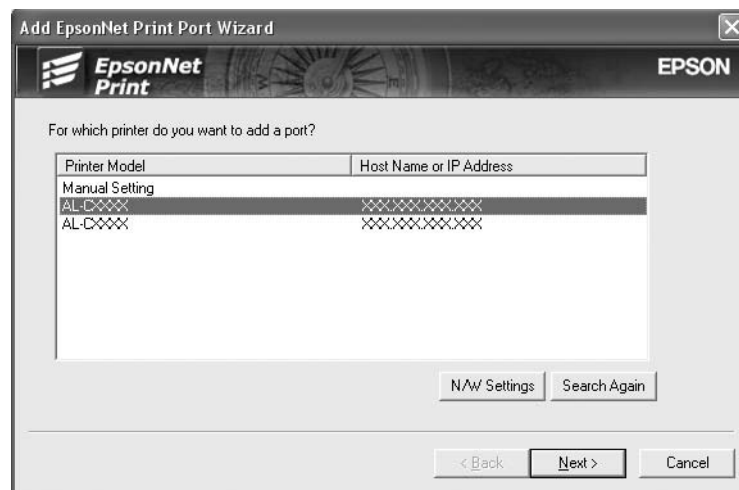 Add EpsonNet Print Port Wizard
EpsonNet
Print
EPSON
For which printer do you want to add a port?
Printer Model Host Name or IP Address
Manual Setting
AL-CXXXX XXX.XXX.XXX.XXX
AL-CXXXX XXX.XXX.XXX.XXX
N/W Settings Search Again
< Back Next > Cancel